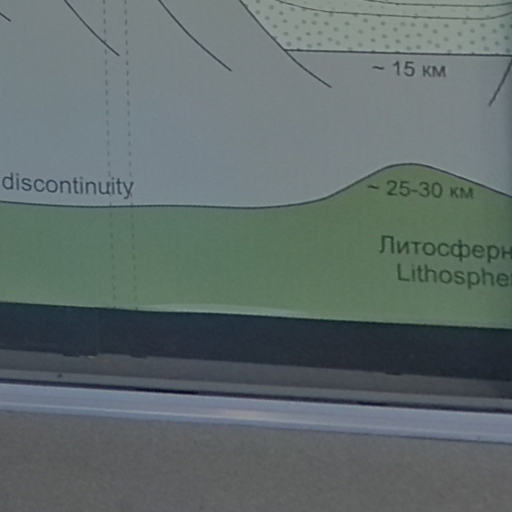 ~ 15 км
discontinuity
~ 25-30 км
Литосферн
Lithosphe